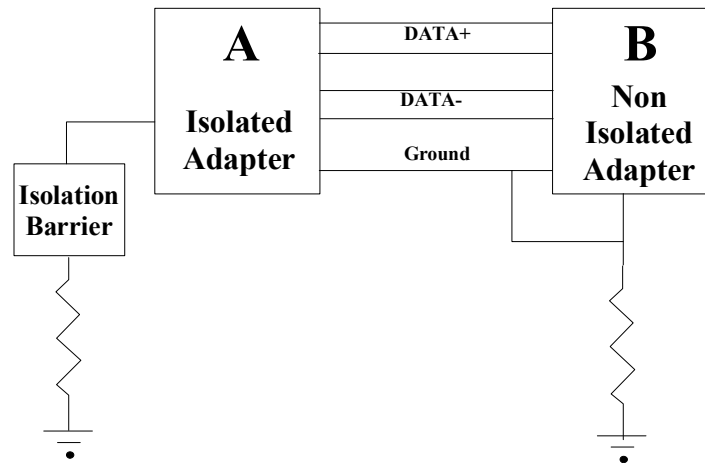 A
Isolated
Adapter
DATA+
DATA-
Ground
B
Non
Isolated
Adapter
Isolation
Barrier